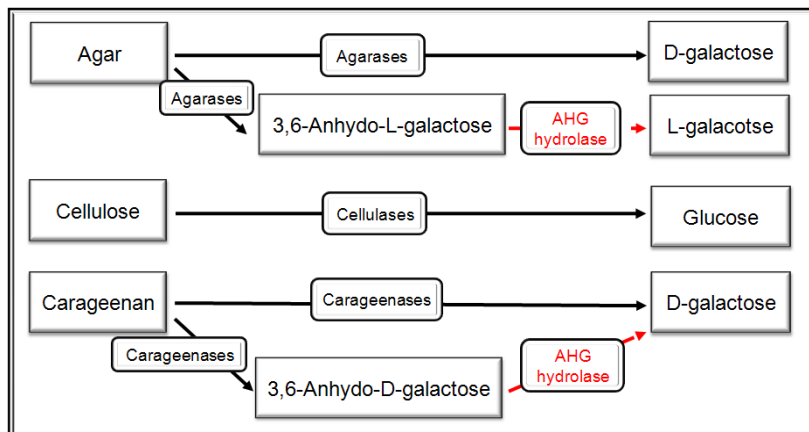 Agar
Agarases
D-galactose
Agarases
3,6-Anhydo-L-galactose
AHG
hydrolase
L-galacotse
Cellulose
Cellulases
Glucose
Carageenan
Carageenases
D-galactose
Carageenases
3,6-Anhydo-D-galactose
AHG
hydrolase